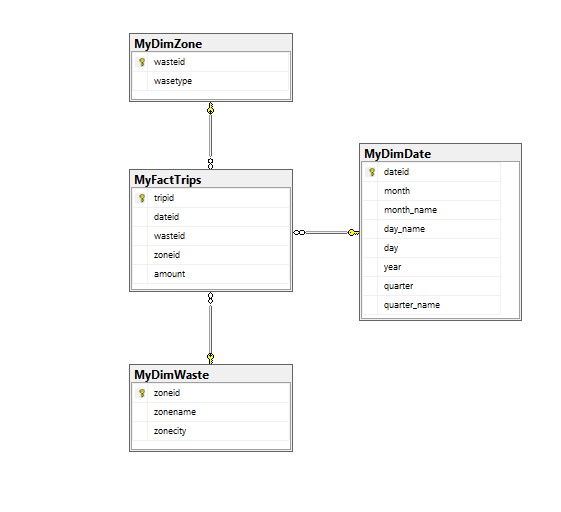 MyDimZone
wasteid
wasetype
MyFactTrips
tripid
dateid
wasteid
zoneid
amount
MyDimDate
dateid
month
month_name
day_name
day
year
quarter
quarter_name
MyDimWaste
zoneid
zonename
zonecity